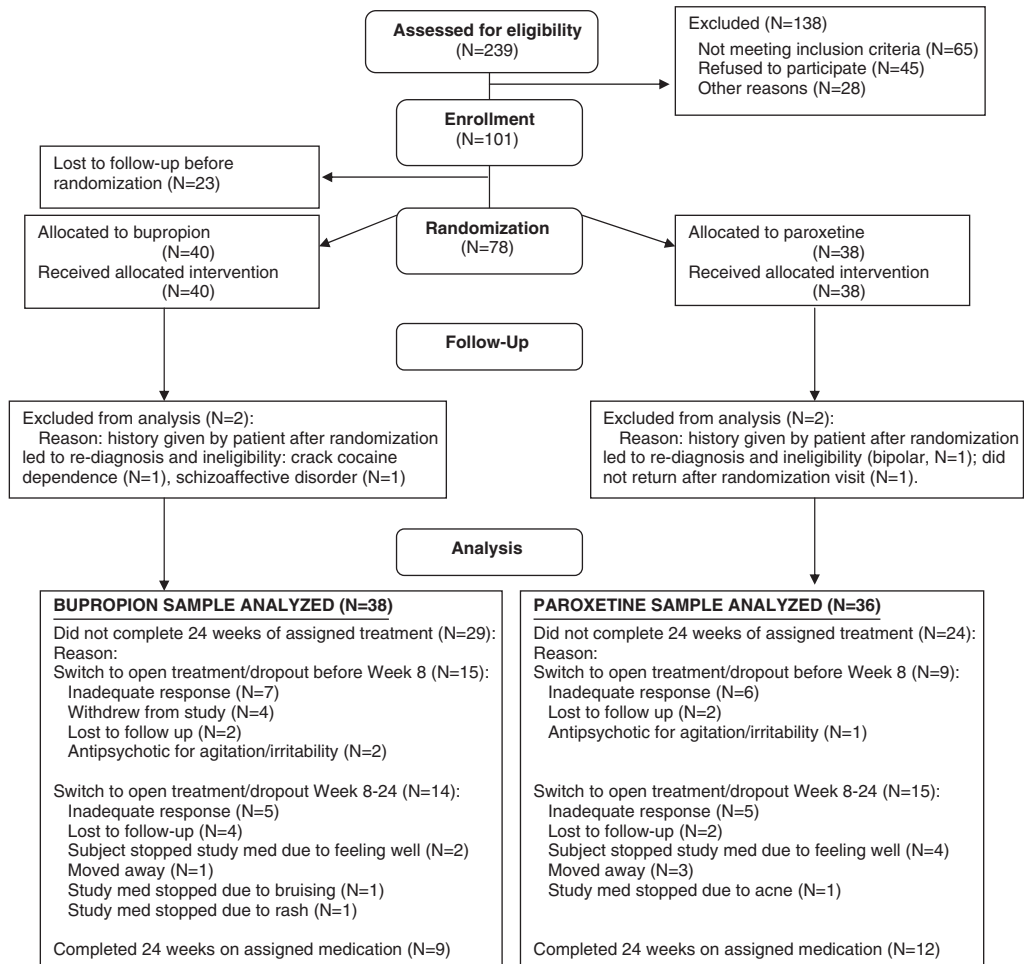 Assessed for eligibility
(N=239)
Excluded (N=138)
Not meeting inclusion criteria (N=65)
Refused to participate (N=45)
Other reasons (N=28)
Enrollment
(N=101)
Lost to follow-up before
randomization (N=23)
Randomization
(N=78)
Allocated to bupropion
(N=40)
Received allocated intervention
(N=40)
Allocated to paroxetine
(N=38)
Received allocated intervention
(N=38)
Follow-Up
Excluded from analysis (N=2):
Reason: history given by patient after randomization
led to re-diagnosis and ineligibility: crack cocaine
dependence (N=1), schizoaffective disorder (N=1)
Excluded from analysis (N=2):
Reason: history given by patient after randomization
led to re-diagnosis and ineligibility (bipolar, N=1); did
not return after randomization visit (N=1).
Analysis
BUPROPION SAMPLE ANALYZED (N=38)
Did not complete 24 weeks of assigned treatment (N=29):
Reason:
Switch to open treatment/dropout before Week 8 (N=15):
Inadequate response (N=7)
Withdrew from study (N=4)
Lost to follow up (N=2)
Antipsychotic for agitation/irritability (N=2)
Switch to open treatment/dropout Week 8-24 (N=14):
Inadequate response (N=5)
Lost to follow-up (N=4)
Subject stopped study med due to feeling well (N=2)
Moved away (N=1)
Study med stopped due to bruising (N=1)
Study med stopped due to rash (N=1)
Completed 24 weeks on assigned medication (N=9)
PAROXETINE SAMPLE ANALYZED (N=36)
Did not complete 24 weeks of assigned treatment (N=24):
Reason:
Switch to open treatment/dropout before Week 8 (N=9):
Inadequate response (N=6)
Lost to follow up (N=2)
Antipsychotic for agitation/irritability (N=1)
Switch to open treatment/dropout Week 8-24 (N=15):
Inadequate response (N=5)
Lost to follow-up (N=2)
Subject stopped study med due to feeling well (N=4)
Moved away (N=3)
Study med stopped due to acne (N=1)
Completed 24 weeks on assigned medication (N=12)